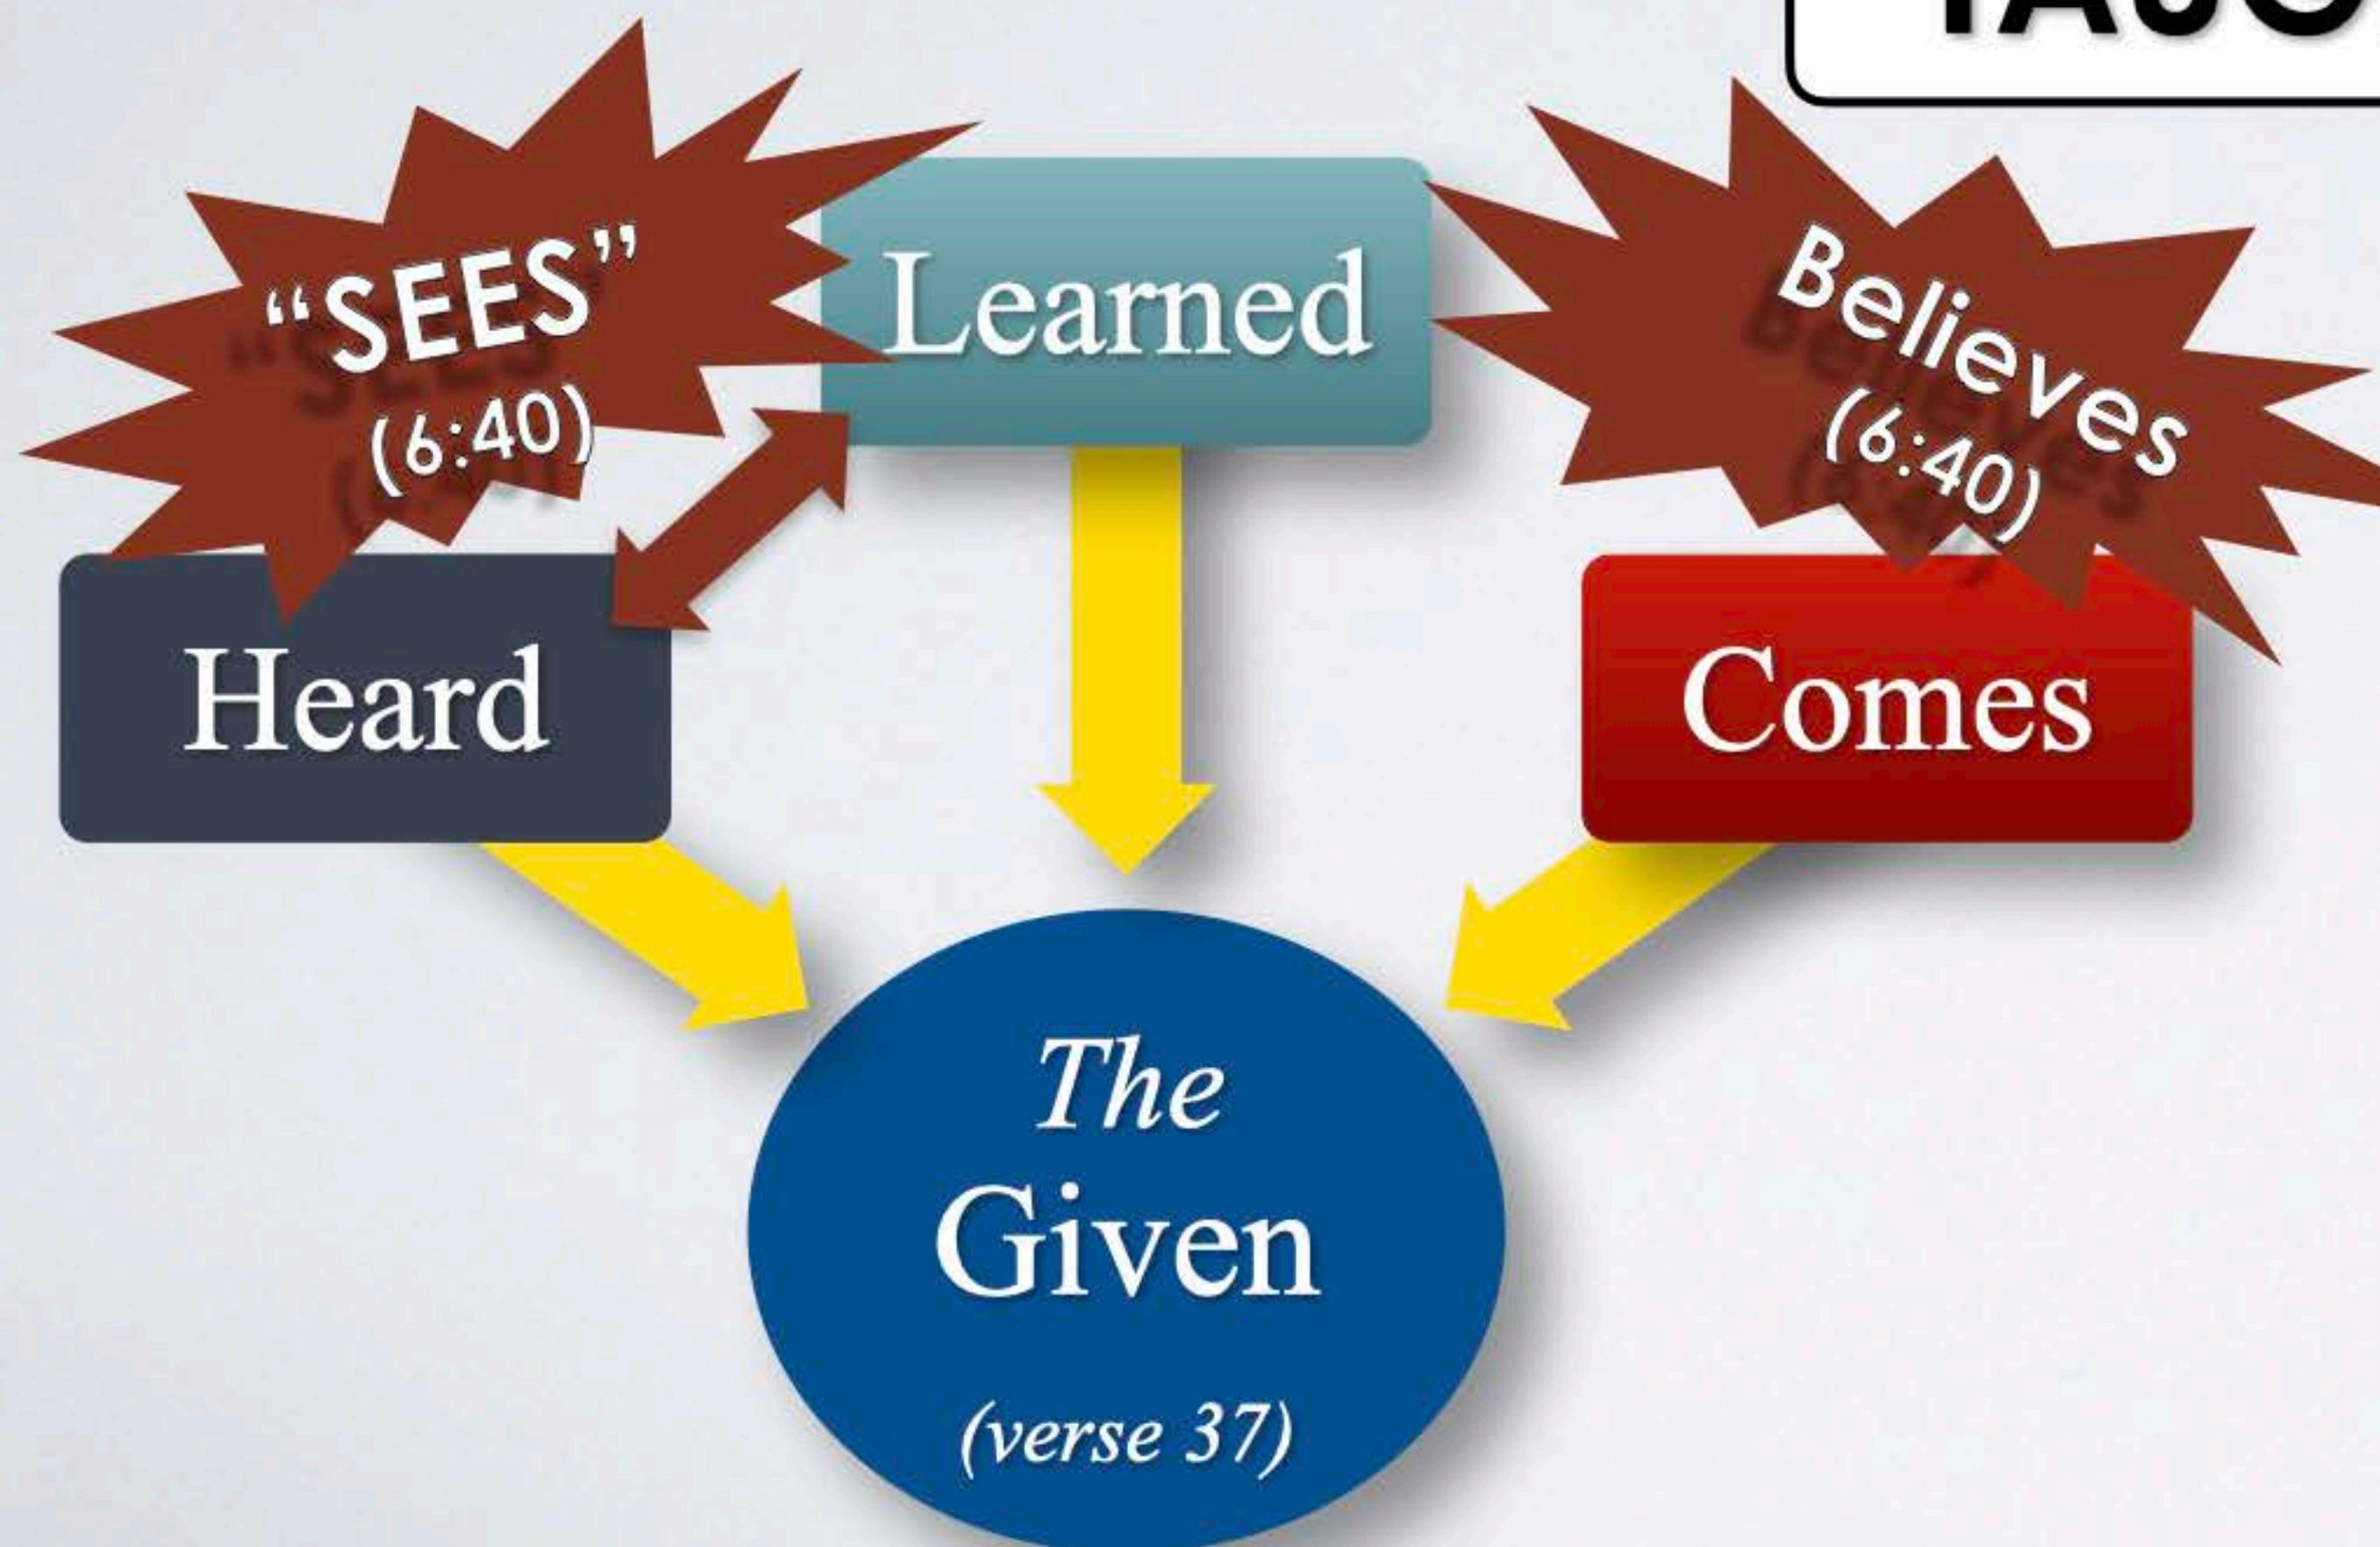 “SEES”
(6:40)
Learned
Believes
(6:40)
Heard
Comes
The
Given
(verse 37)